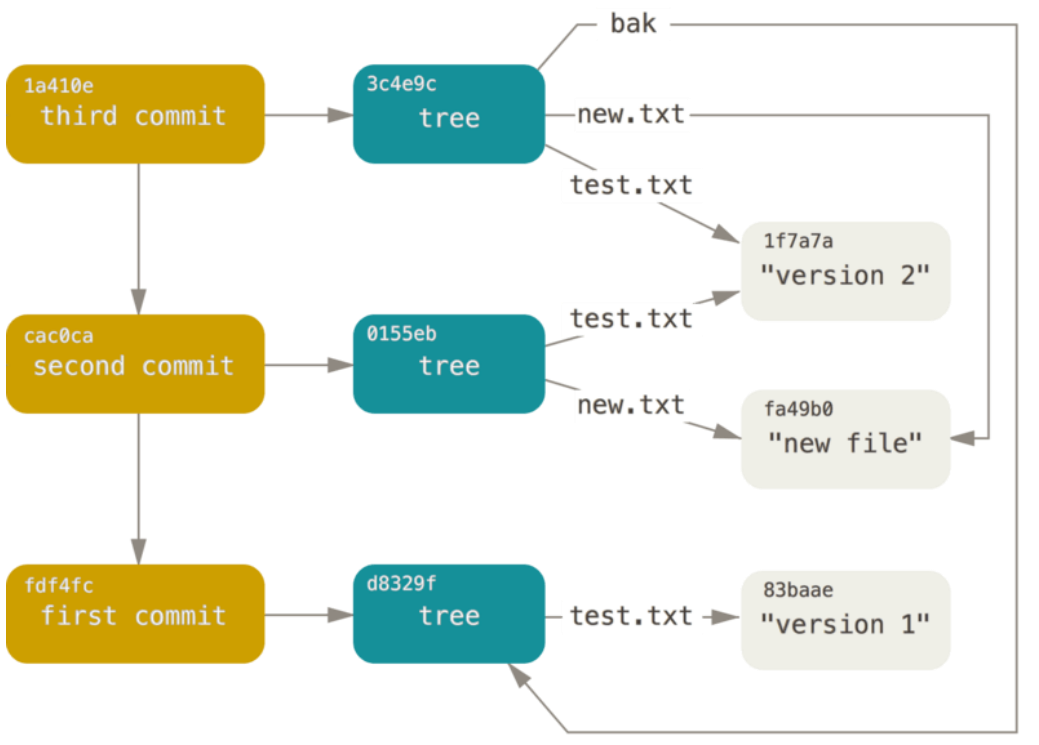 bak
1a410e
third commit
3c4e9c
tree
new.txt
test.txt
1f7a7a
"version 2"
cac0ca
second commit
0155eb
tree
test.txt
new.txt
fa49b0
"new file"
fdf4fc
first commit
d8329f
tree
test.txt
83baae
"version 1"